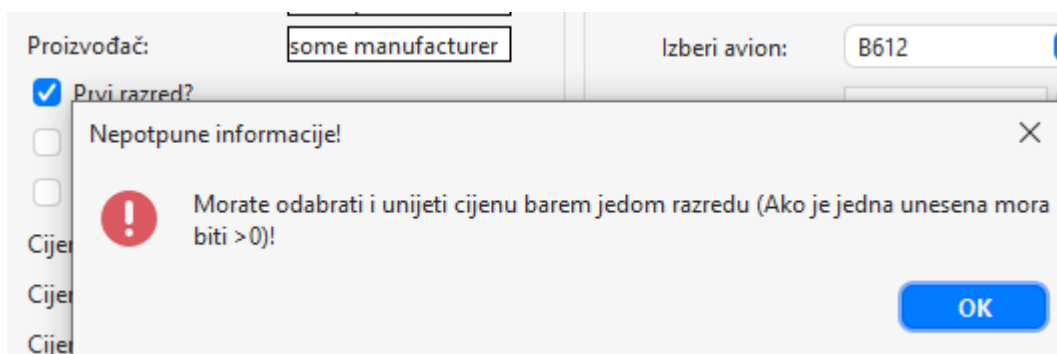 Proizvođač:
some manufacturer
Izberi avion:
B612
Prvi razred?
Nepotpune informacije!
Morate odabrati i unijeti cijenu barem jedom razredu (Ako je jedna unesena mora
biti >0)!
OK